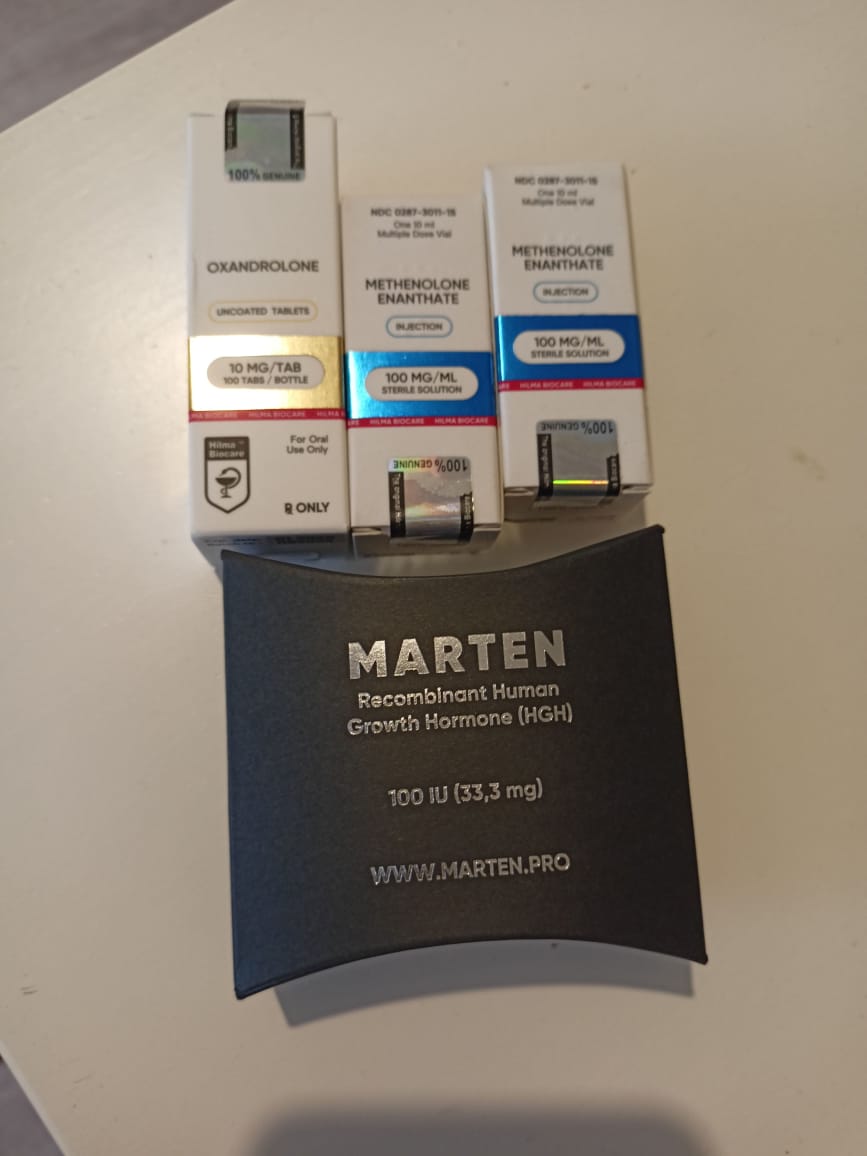 100% GENUINE
OXANDROLONE
UNCOATED TABLETS
10 MG/TAB
100 TABS / BOTTLE
HILMA BIOCARE
Hilma™
Biocare
For Oral
Use Only
℞ ONLY
NDC 0287-3011-15
One 10 ml
Multiple Dose Vial
METHENOLONE
ENANTHATE
INJECTION
100 MG/ML
STERILE SOLUTION
HILMA BIOCARE HILMA BIOCARE
100% GENUINE
NDC 0287-3011-15
One 10 ml
Multiple Dose Vial
METHENOLONE
ENANTHATE
INJECTION
100 MG/ML
STERILE SOLUTION
HILMA BIOCARE HILMA BIOCARE
100% GENUINE
MARTEN
Recombinant Human
Growth Hormone (HGH)
100 IU (33,3 mg)
WWW.MARTEN.PRO